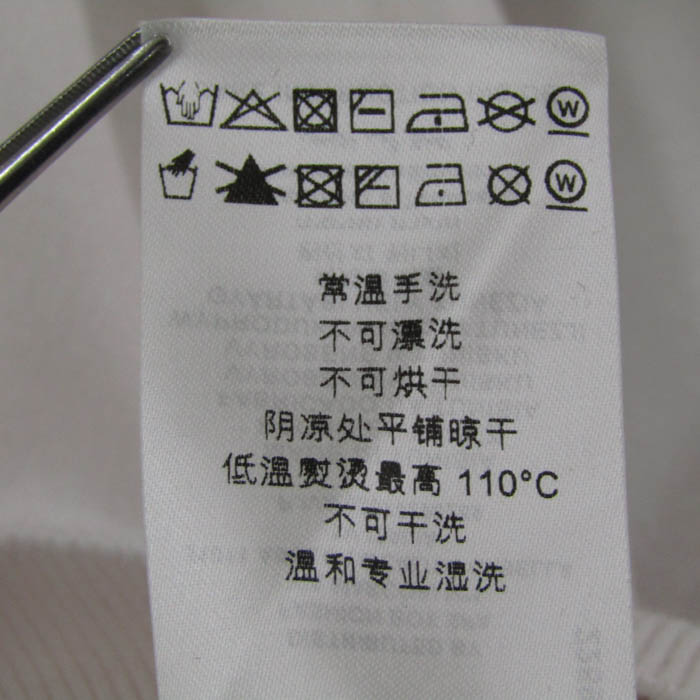 W
W
常温手洗
不可漂洗
不可烘干
阴凉处平铺晾干
低温熨烫最高 110°C
不可干洗
温和专业湿洗